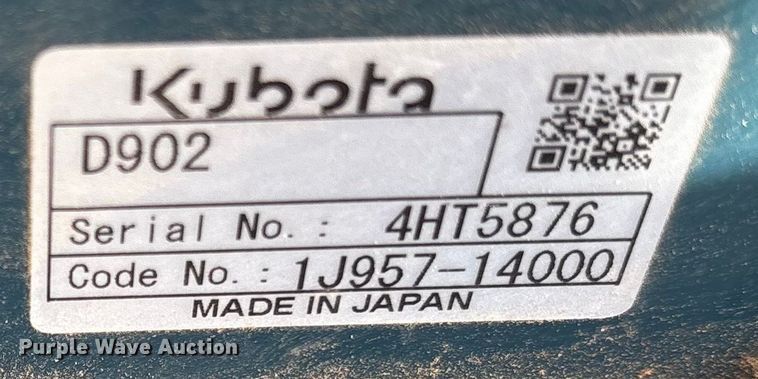 Kubota
D902
Serial No. : 4HT5876
Code No. : 1J957-14000
MADE IN JAPAN
Purple Wave Auction